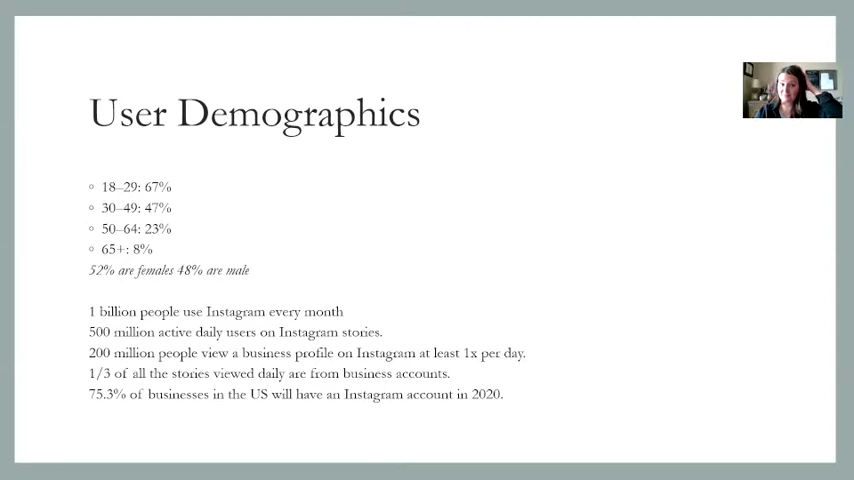 User Demographics
18–29: 67%
30–49: 47%
50–64: 23%
65+: 8%
52% are females 48% are male
1 billion people use Instagram every month
500 million active daily users on Instagram stories.
200 million people view a business profile on Instagram at least 1x per day.
1/3 of all the stories viewed daily are from business accounts.
75.3% of businesses in the US will have an Instagram account in 2020.